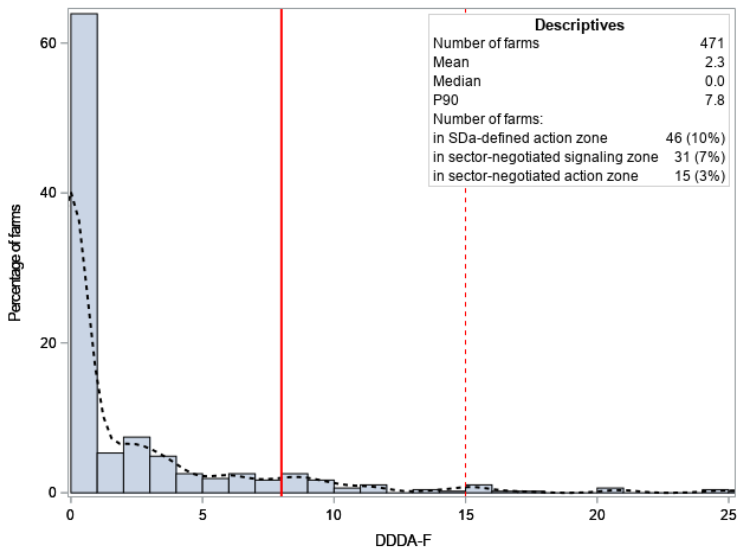 Descriptives
Number of farms 471
Mean 2.3
Median 0.0
P90 7.8
Number of farms:
in SDa-defined action zone 46 (10%)
in sector-negotiated signaling zone 31 (7%)
in sector-negotiated action zone 15 (3%)
60
40
20
0
Percentage of farms
0 5 10 15 20 25
DDDA-F